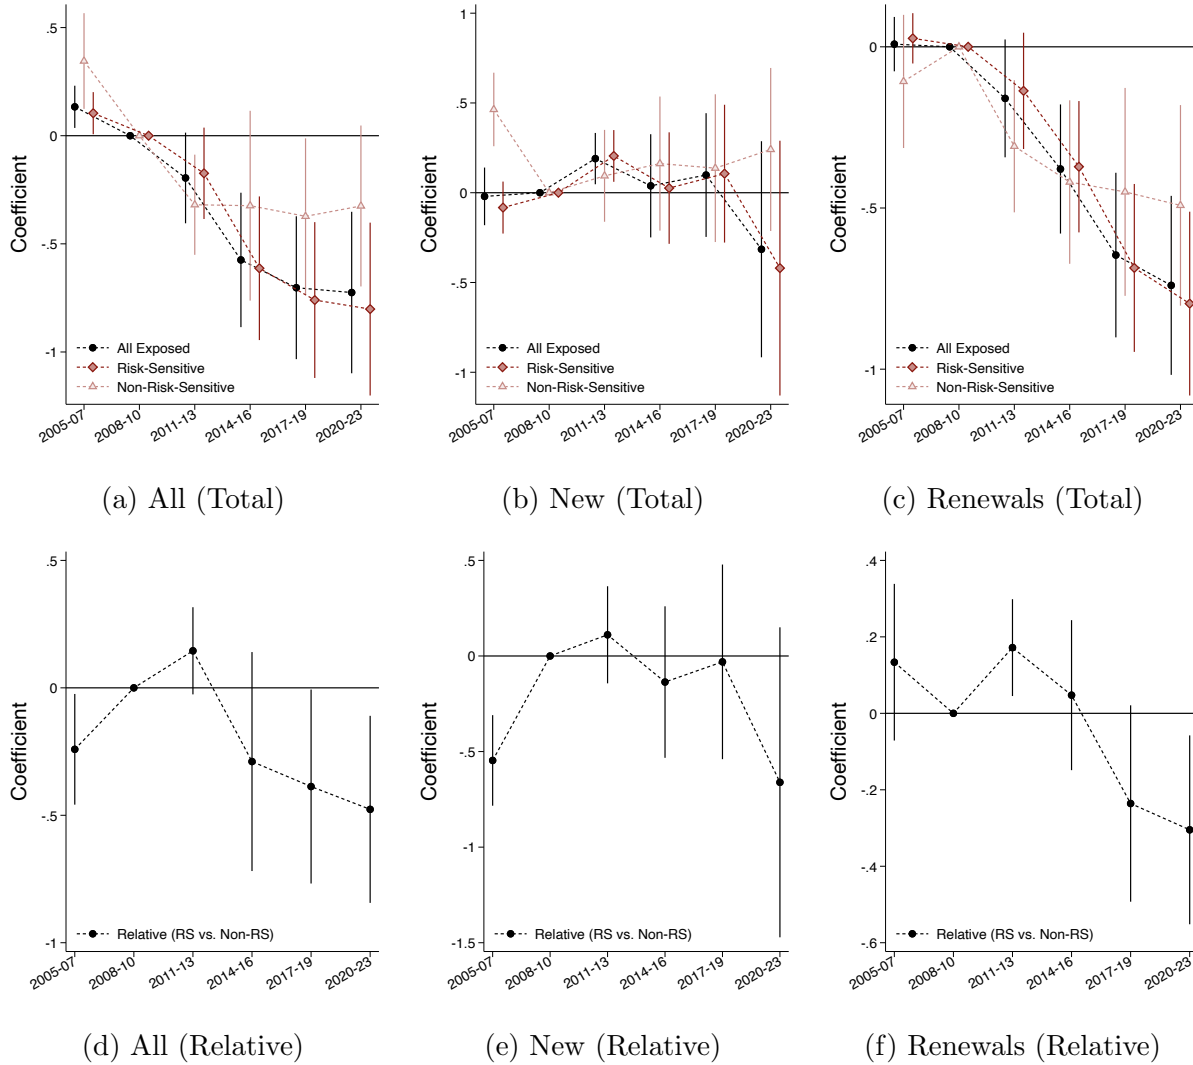 .5
0
-.5
-1
Coefficient
All Exposed
Risk-Sensitive
Non-Risk-Sensitive
2005-07
2008-10
2011-13
2014-16
2017-19
2020-23
(a) All (Total)
1
.5
0
-.5
-1
Coefficient
All Exposed
Risk-Sensitive
Non-Risk-Sensitive
2005-07
2008-10
2011-13
2014-16
2017-19
2020-23
(b) New (Total)
0
-.5
-1
Coefficient
All Exposed
Risk-Sensitive
Non-Risk-Sensitive
2005-07
2008-10
2011-13
2014-16
2017-19
2020-23
(c) Renewals (Total)
.5
0
-.5
-1
Coefficient
Relative (RS vs. Non-RS)
2005-07
2008-10
2011-13
2014-16
2017-19
2020-23
(d) All (Relative)
.5
0
-.5
-1
-1.5
Coefficient
Relative (RS vs. Non-RS)
2005-07
2008-10
2011-13
2014-16
2017-19
2020-23
(e) New (Relative)
.4
.2
0
-.2
-.4
-.6
Coefficient
Relative (RS vs. Non-RS)
2005-07
2008-10
2011-13
2014-16
2017-19
2020-23
(f) Renewals (Relative)